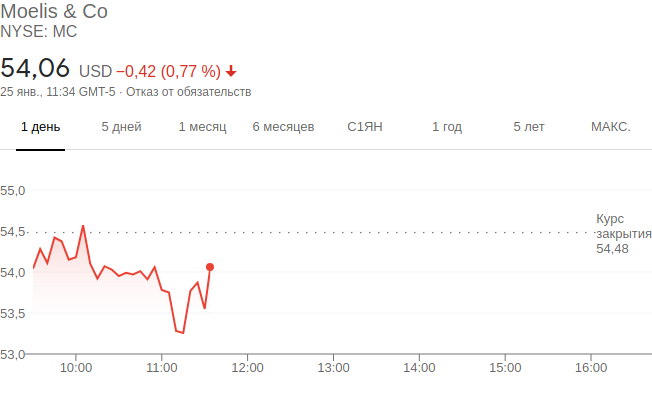 Moelis & Co
NYSE: MC
54,06 USD −0,42 (0,77 %)
25 янв., 11:34 GMT-5 · Отказ от обязательств
1 день 5 дней 1 месяц 6 месяцев С1ЯН 1 год 5 лет МАКС.
55,0
54,5
54,0
53,5
53,0
Курс
закрытия
54,48
10:00 11:00 12:00 13:00 14:00 15:00 16:00